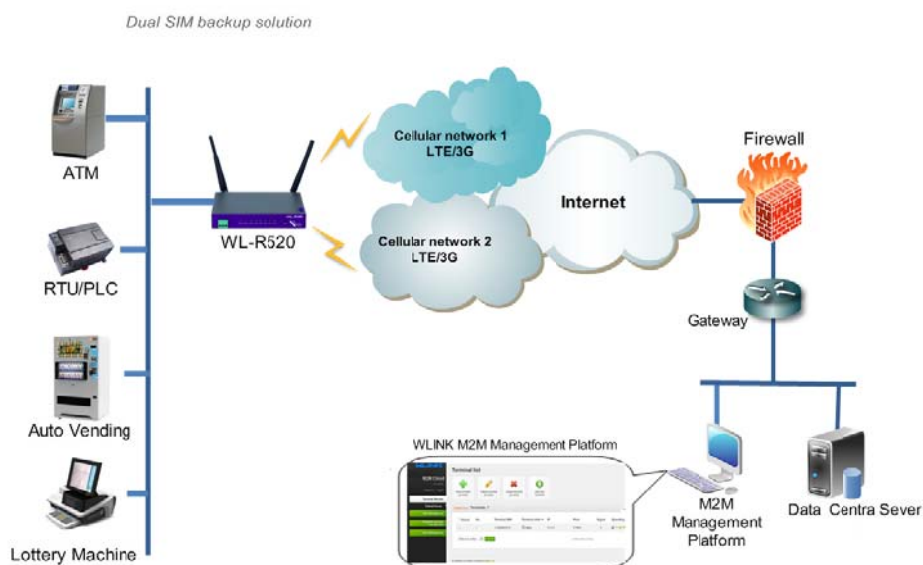 Dual SIM backup solution
ATM
RTU/PLC
Auto Vending
Lottery Machine
WL-R520
Cellular network 1
LTE/3G
Cellular network 2
LTE/3G
Internet
Firewall
Gateway
WLINK M2M Management Platform
WLINK
Terminal list
M2M
Management
Platform
Data Centra Sever